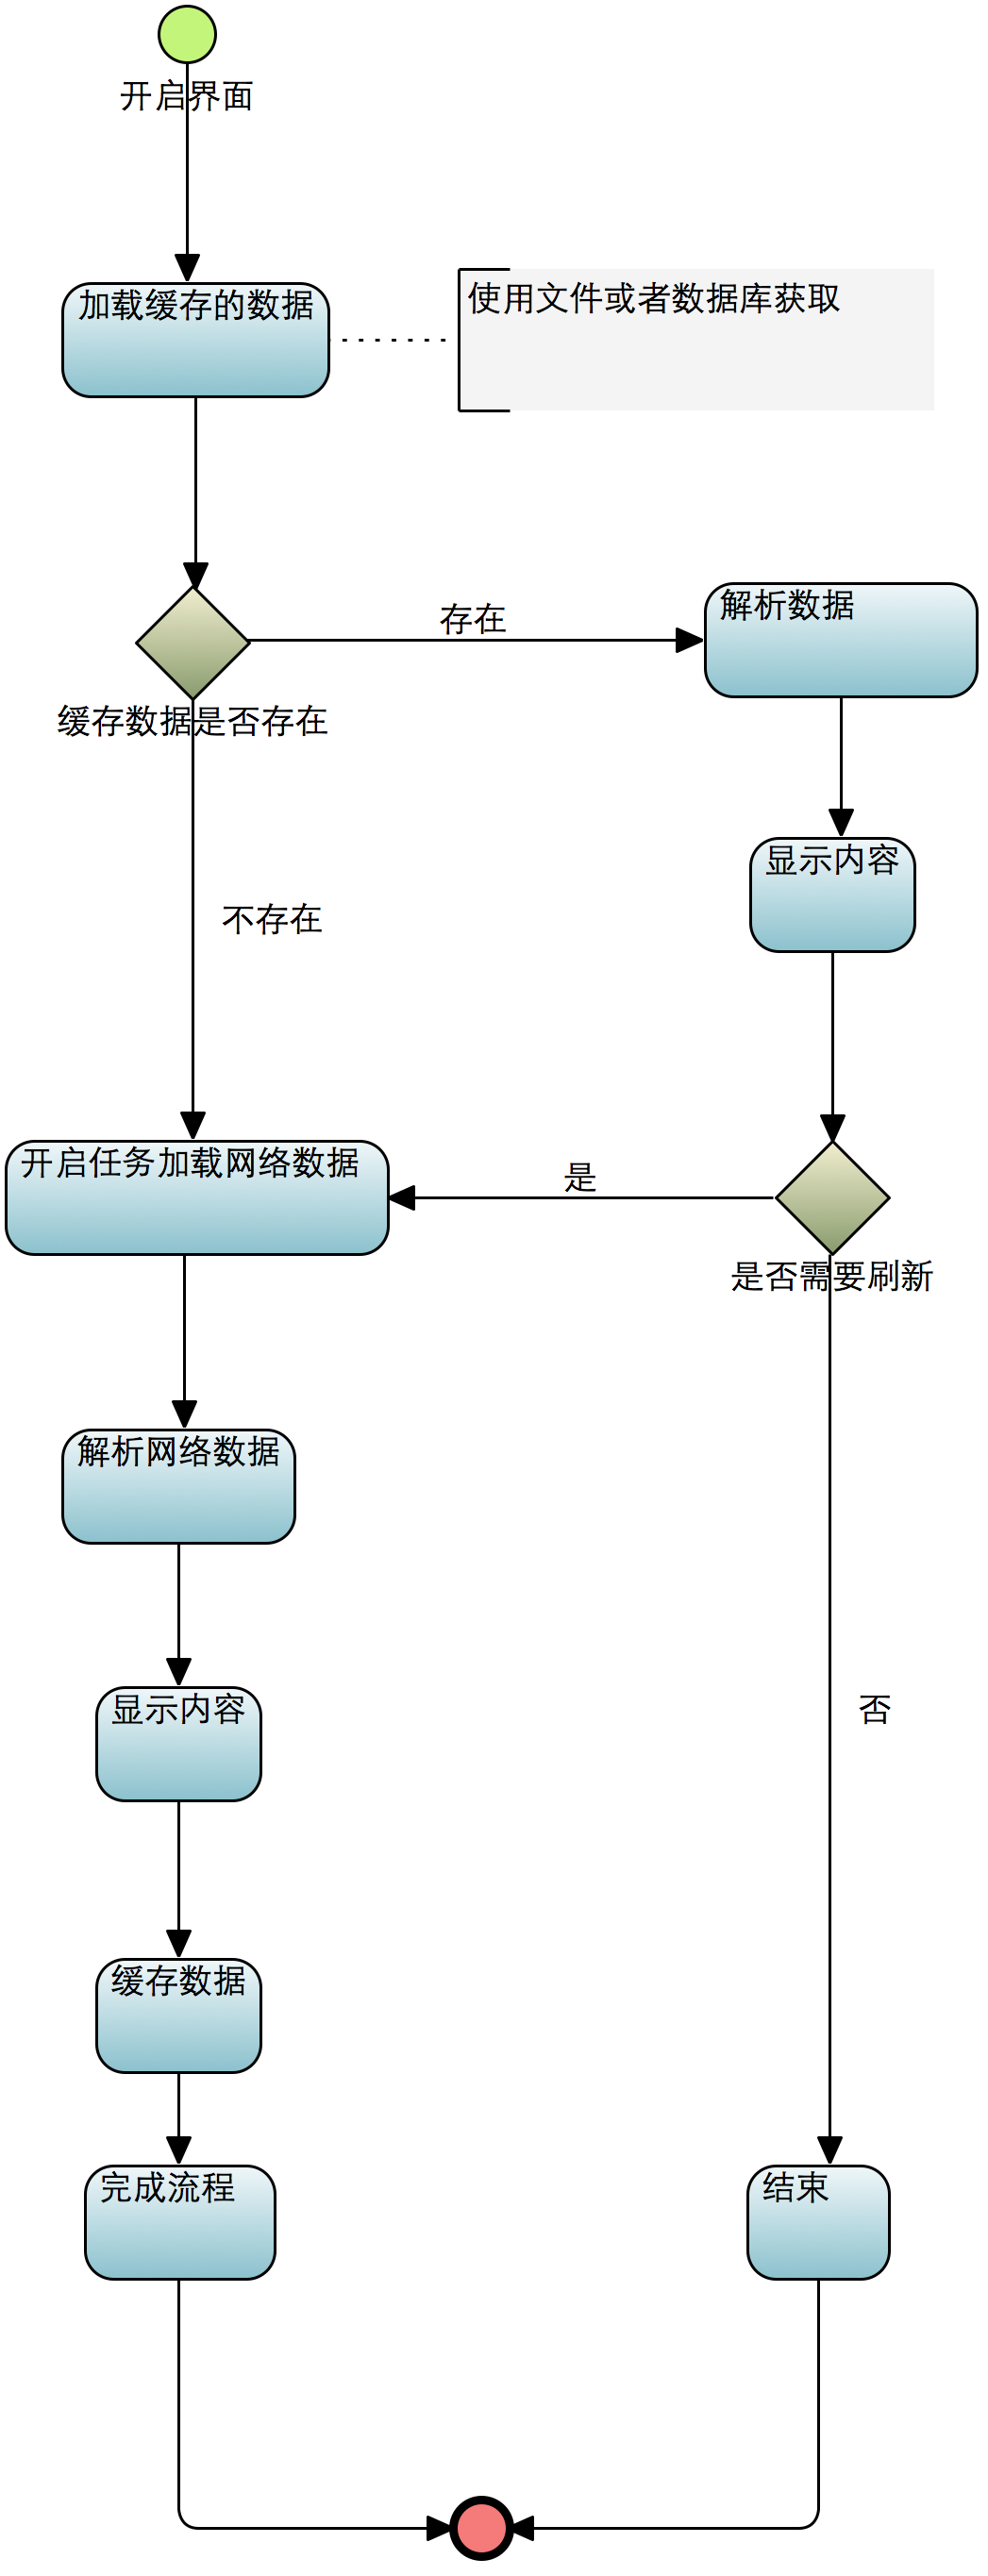 开启界面
加载缓存的数据
使用文件或者数据库获取
存在
解析数据
缓存数据是否存在
显示内容
不存在
开启任务加载网络数据
是
是否需要刷新
解析网络数据
显示内容
否
缓存数据
完成流程
结束